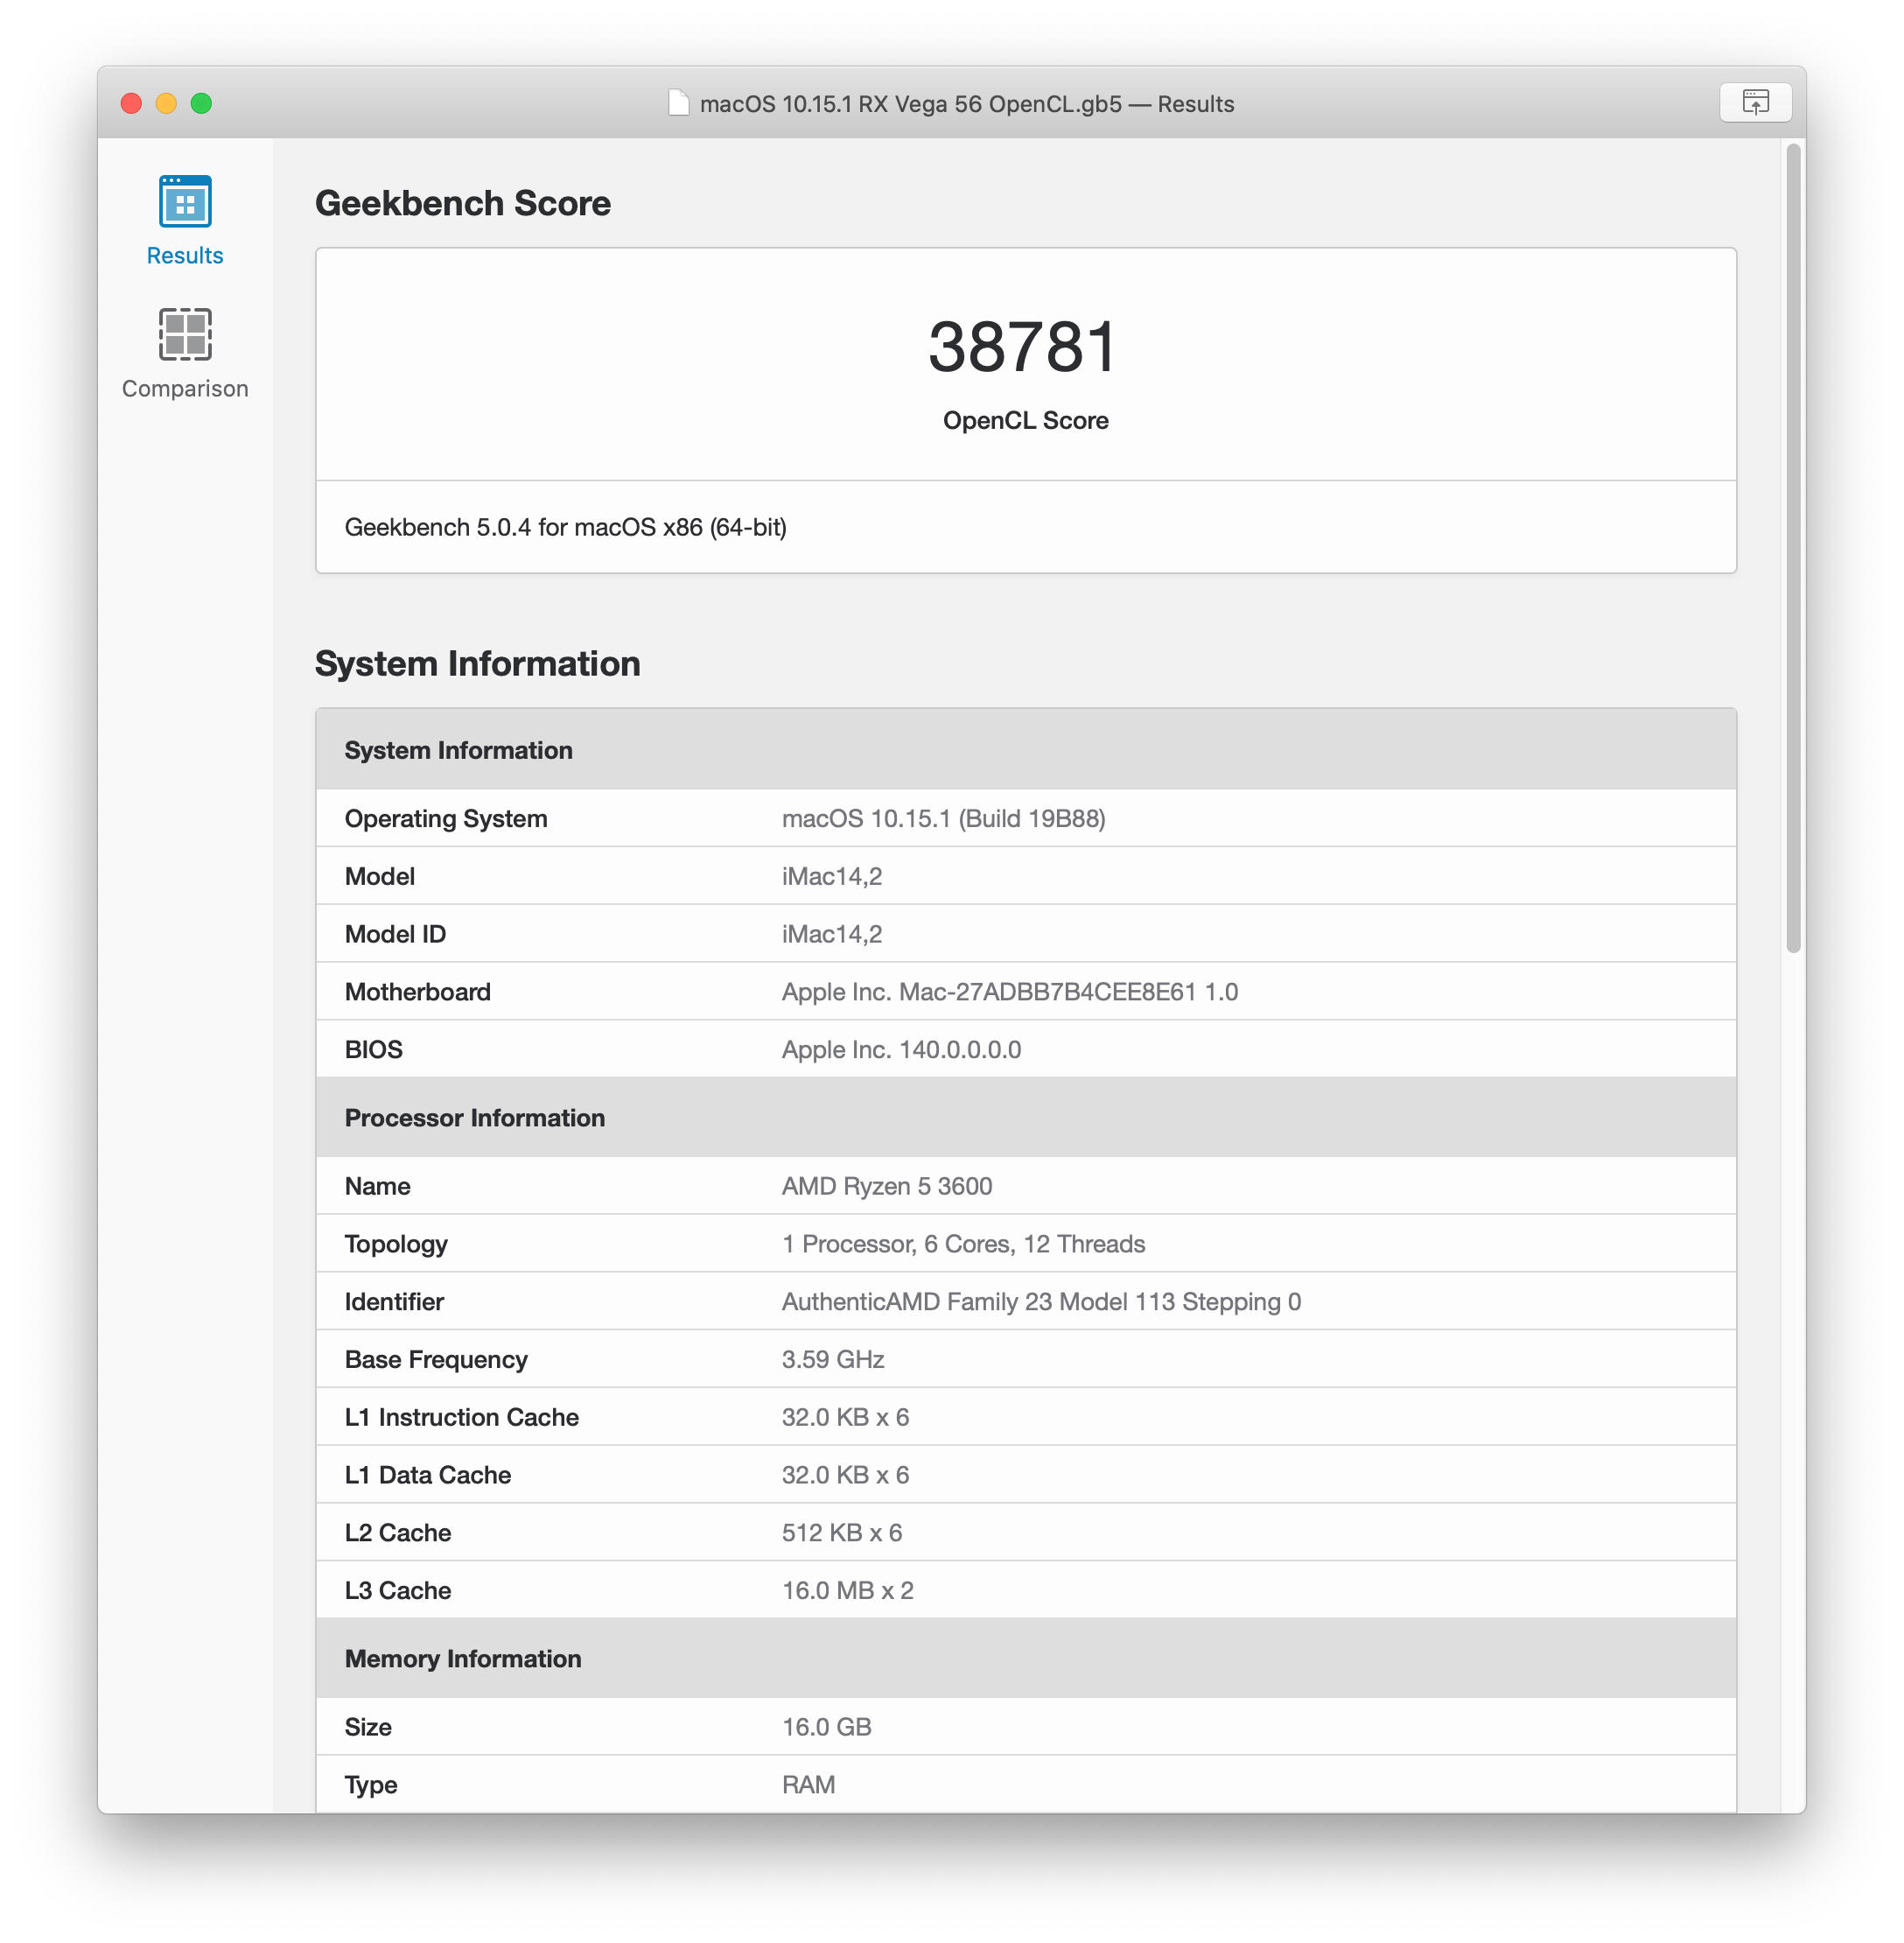 macOS 10.15.1 RX Vega 56 OpenCL.gb5 — Results
Results
Comparison
Geekbench Score
38781
OpenCL Score
Geekbench 5.0.4 for macOS x86 (64-bit)
System Information
System Information
Operating System macOS 10.15.1 (Build 19B88)
Model iMac14,2
Model ID iMac14,2
Motherboard Apple Inc. Mac-27ADBB7B4CEE8E61 1.0
BIOS Apple Inc. 140.0.0.0.0
Processor Information
Name AMD Ryzen 5 3600
Topology 1 Processor, 6 Cores, 12 Threads
Identifier AuthenticAMD Family 23 Model 113 Stepping 0
Base Frequency 3.59 GHz
L1 Instruction Cache 32.0 KB x 6
L1 Data Cache 32.0 KB x 6
L2 Cache 512 KB x 6
L3 Cache 16.0 MB x 2
Memory Information
Size 16.0 GB
Type RAM